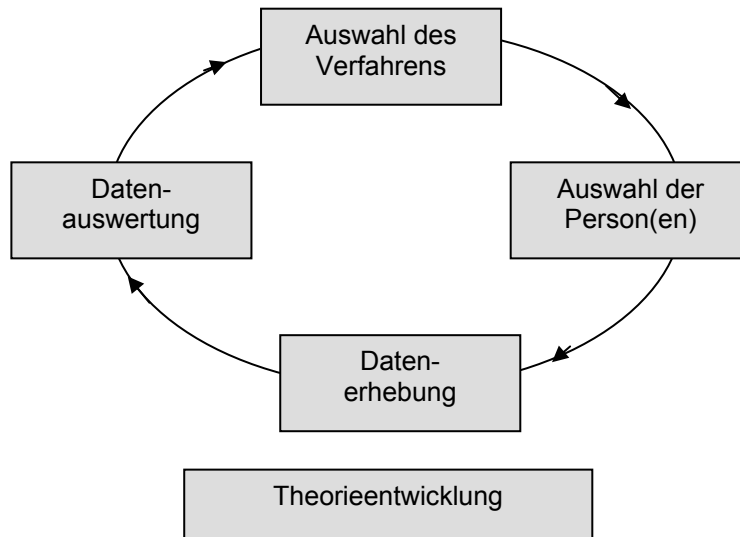 Auswahl des
Verfahrens
Auswahl der
Person(en)
Daten-
auswertung
Daten-
erhebung
Theorieentwicklung